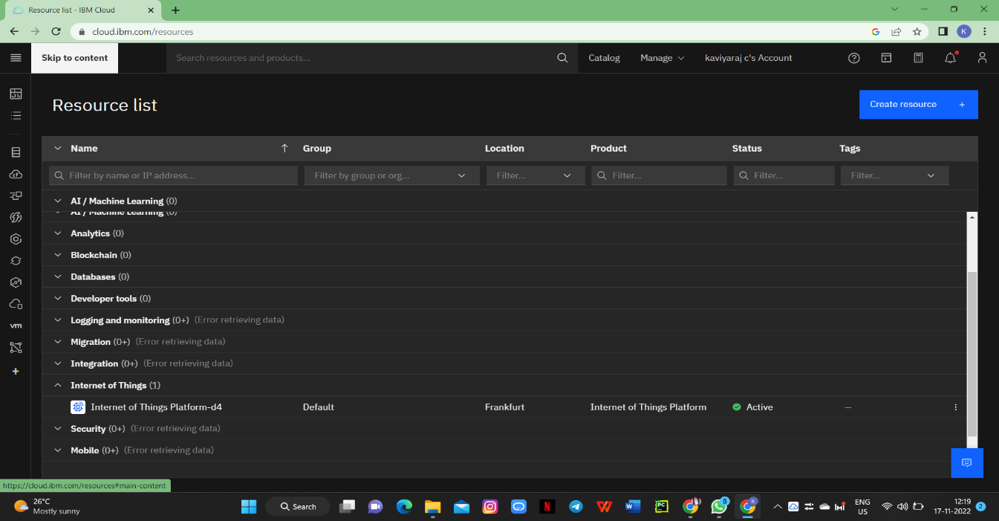 Resource list - IBM Cloud
cloud.ibm.com/resources
K
Skip to content
Search resources and products...
Catalog
Manage
kaviyaraj c's Account
Resource list
Create resource +
Name
Group
Location
Product
Status
Tags
Filter by name or IP address...
Filter by group or org...
Filter...
Filter...
Filter...
Filter...
AI / Machine Learning (0)
AI / Machine Learning (0)
Analytics (0)
Blockchain (0)
Databases (0)
Developer tools (0)
Logging and monitoring (0+) (Error retrieving data)
Migration (0+) (Error retrieving data)
Integration (0+) (Error retrieving data)
Internet of Things (1)
Internet of Things Platform-d4 Default Frankfurt Internet of Things Platform Active —
Security (0+) (Error retrieving data)
Mobile (0+) (Error retrieving data)
vm
https://cloud.ibm.com/resources#main-content
26°C
Mostly sunny
Search
N
W
PC
8
K
ENG
US
12:19
17-11-2022
2